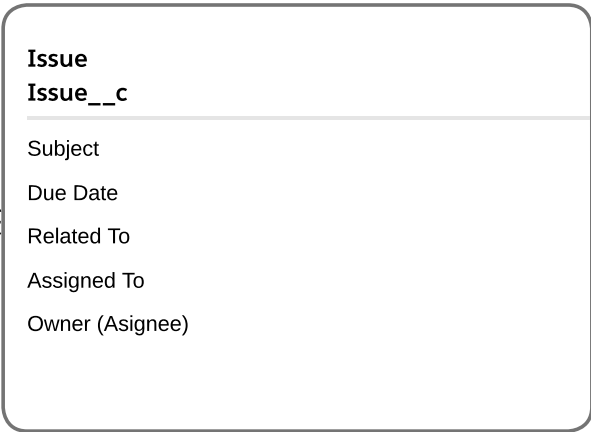 Issue
Issue__c
Subject
Due Date
Related To
Assigned To
Owner (Asignee)